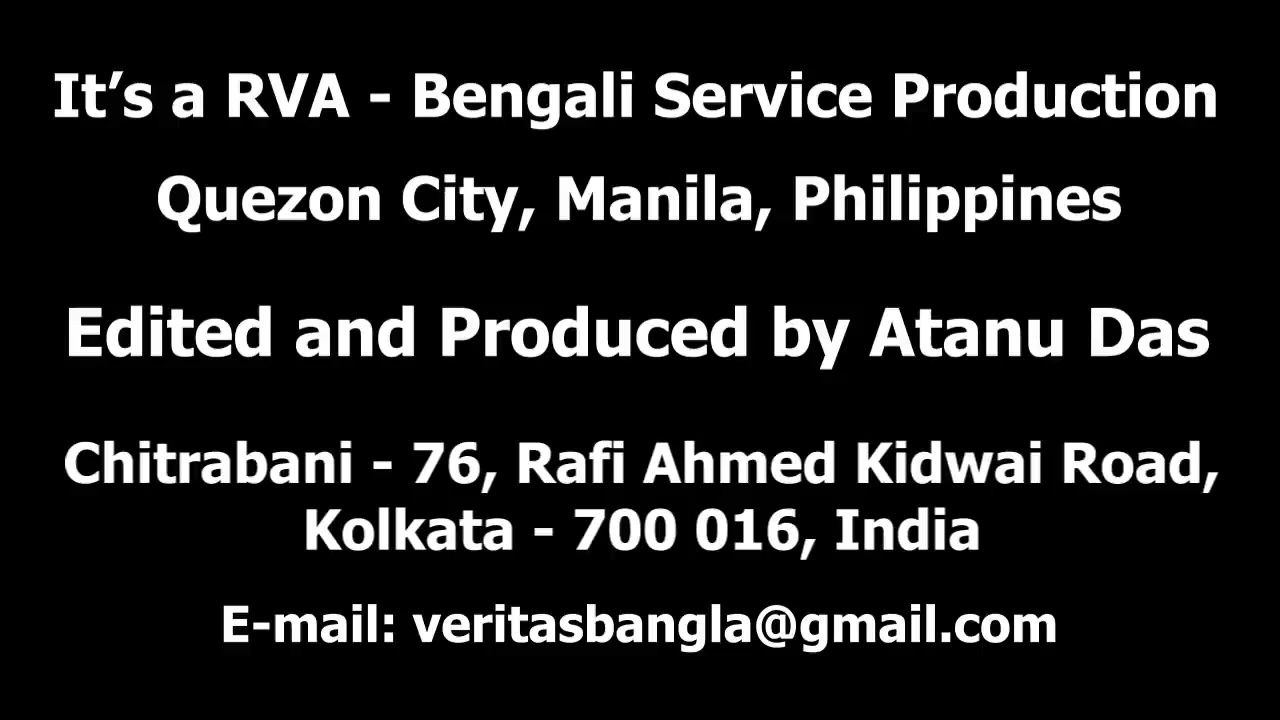 It’s a RVA - Bengali Service Production
Quezon City, Manila, Philippines
Edited and Produced by Atanu Das
Chitrabani - 76, Rafi Ahmed Kidwai Road,
Kolkata - 700 016, India
E-mail: veritasbangla@gmail.com